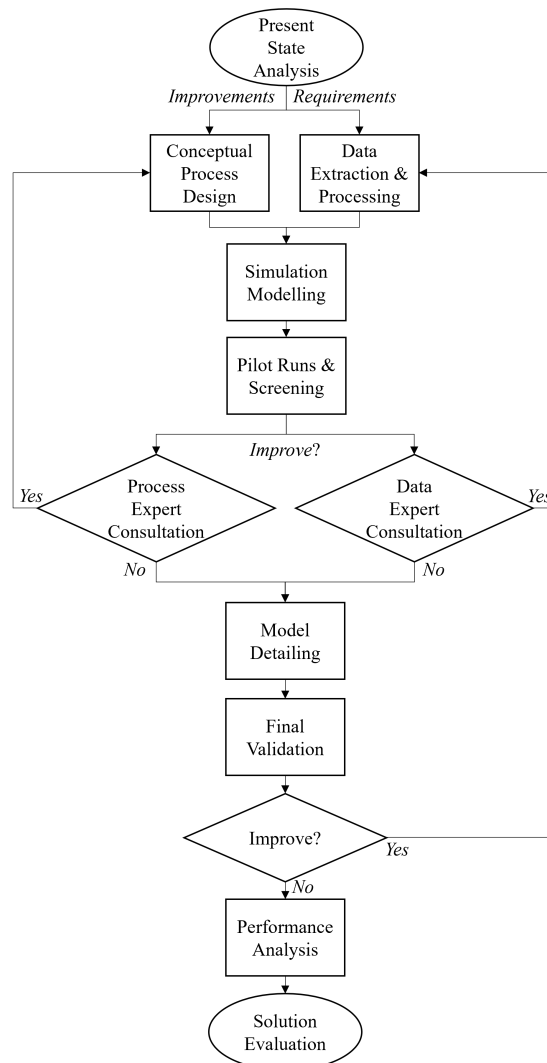 Present
State
Analysis
Improvements
Requirements
Conceptual
Process
Design
Data
Extraction &
Processing
Simulation
Modelling
Pilot Runs &
Screening
Improve?
Yes
Process
Expert
Consultation
Data
Expert
Consultation
Yes
No
No
Model
Detailing
Final
Validation
Improve?
Yes
No
Performance
Analysis
Solution
Evaluation